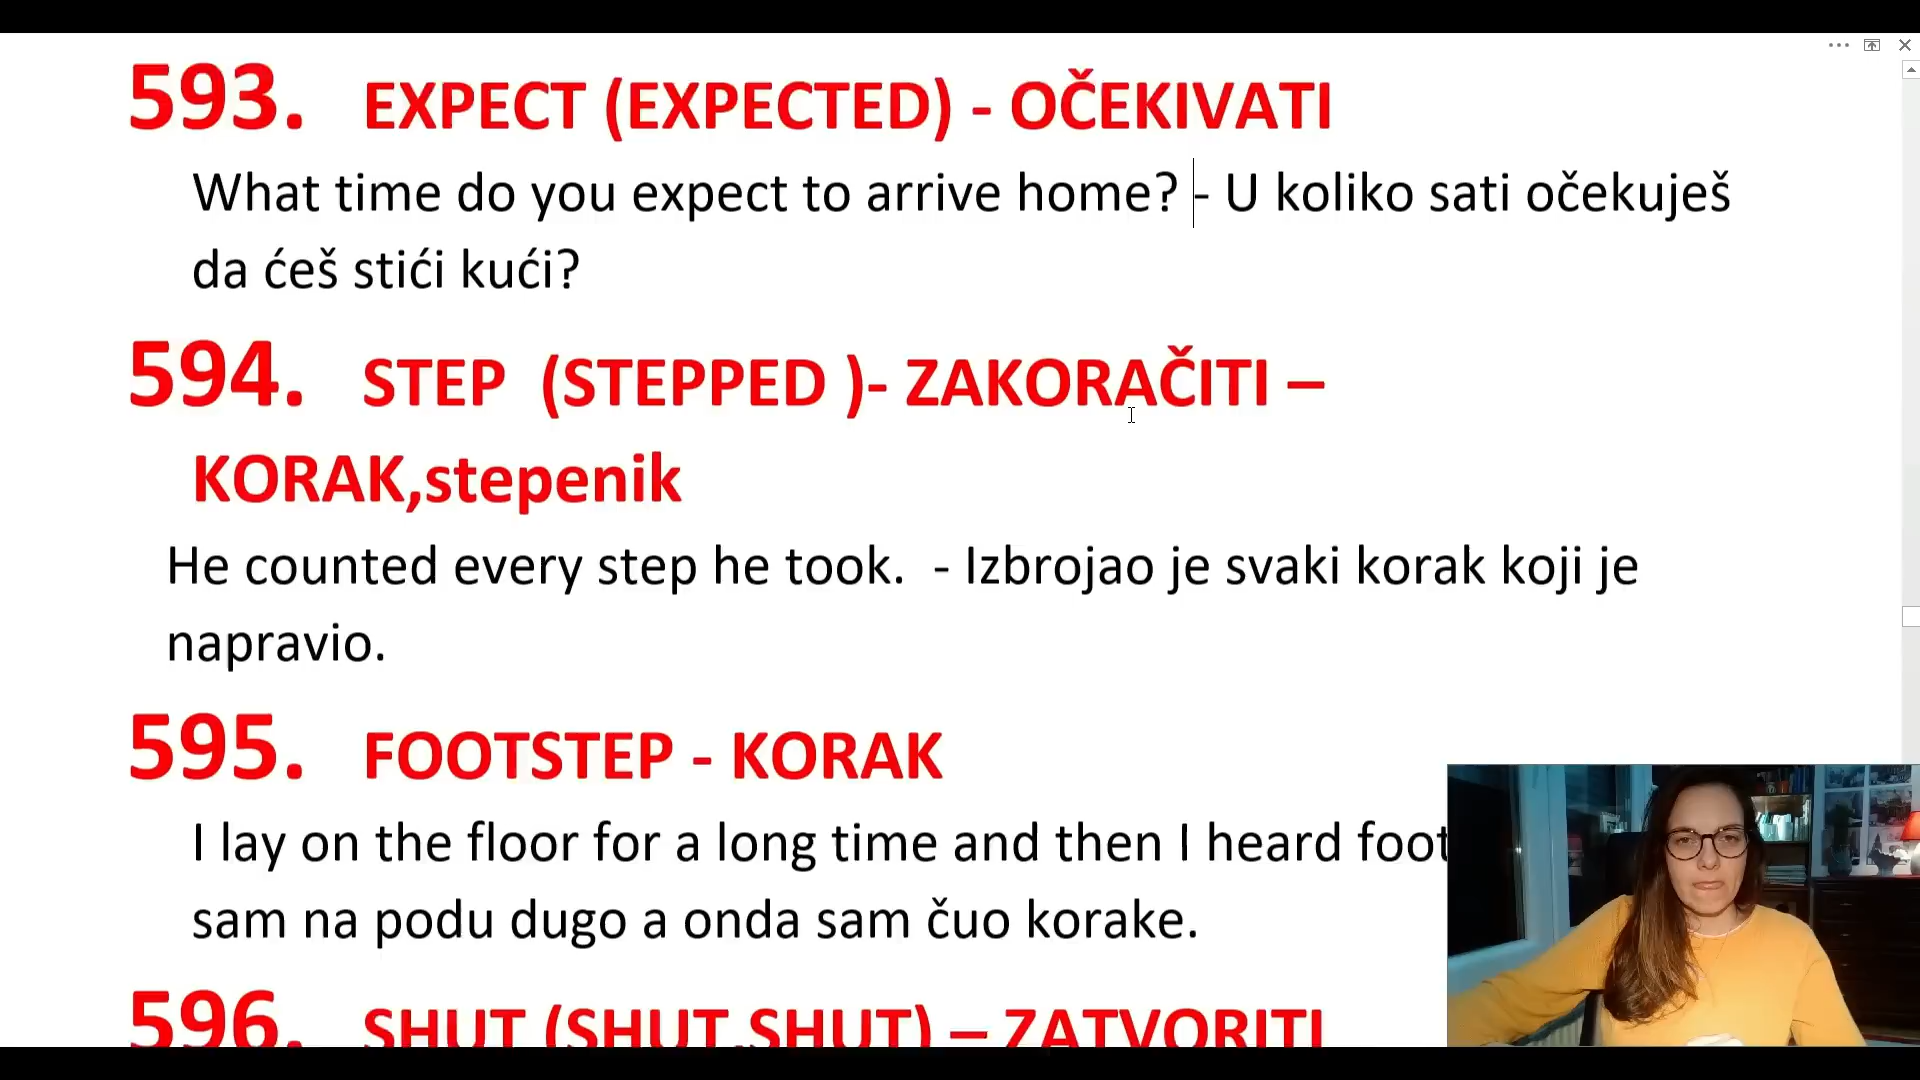 593. EXPECT (EXPECTED) - OČEKIVATI
What time do you expect to arrive home? - U koliko sati očekuješ
da ćeš stići kući?
594. STEP (STEPPED )- ZAKORAČITI –
KORAK,stepenik
He counted every step he took. - Izbrojao je svaki korak koji je
napravio.
595. FOOTSTEP - KORAK
I lay on the floor for a long time and then I heard foot
sam na podu dugo a onda sam čuo korake.
596. SHUT (SHUT,SHUT) – ZATVORITI